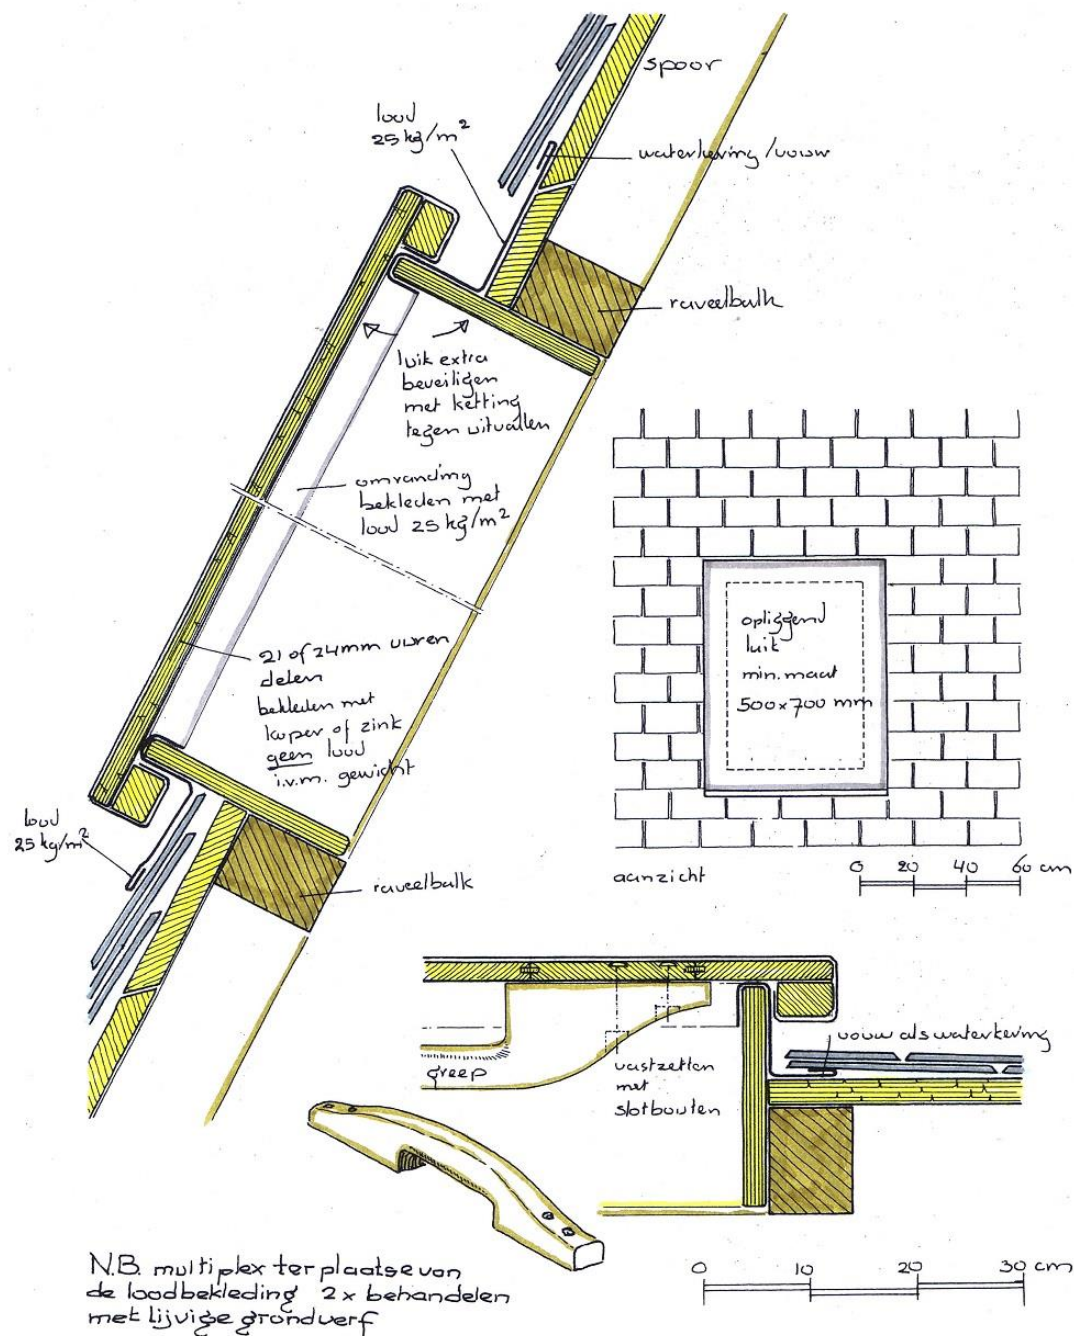 spoor
lood
25 kg/m²
waterkering / vouw
raveelbalk
luik extra
beveiligen
met ketting
tegen uitvallen
omranding
bekleden met
lood 25 kg/m²
21 of 24mm vuren
delen
bekleden met
koper of zink
geen lood
i.v.m. gewicht
opliggend
luik
min. maat
500x700 mm
lood
25 kg/m²
raveelbalk
aanzicht
0 20 40 60 cm
vouw als waterkering
greep
vastzetten
met
slotbouten
N.B. multiplex ter plaatse van
de loodbekleding 2x behandelen
met lijvige grondverf
0 10 20 30 cm